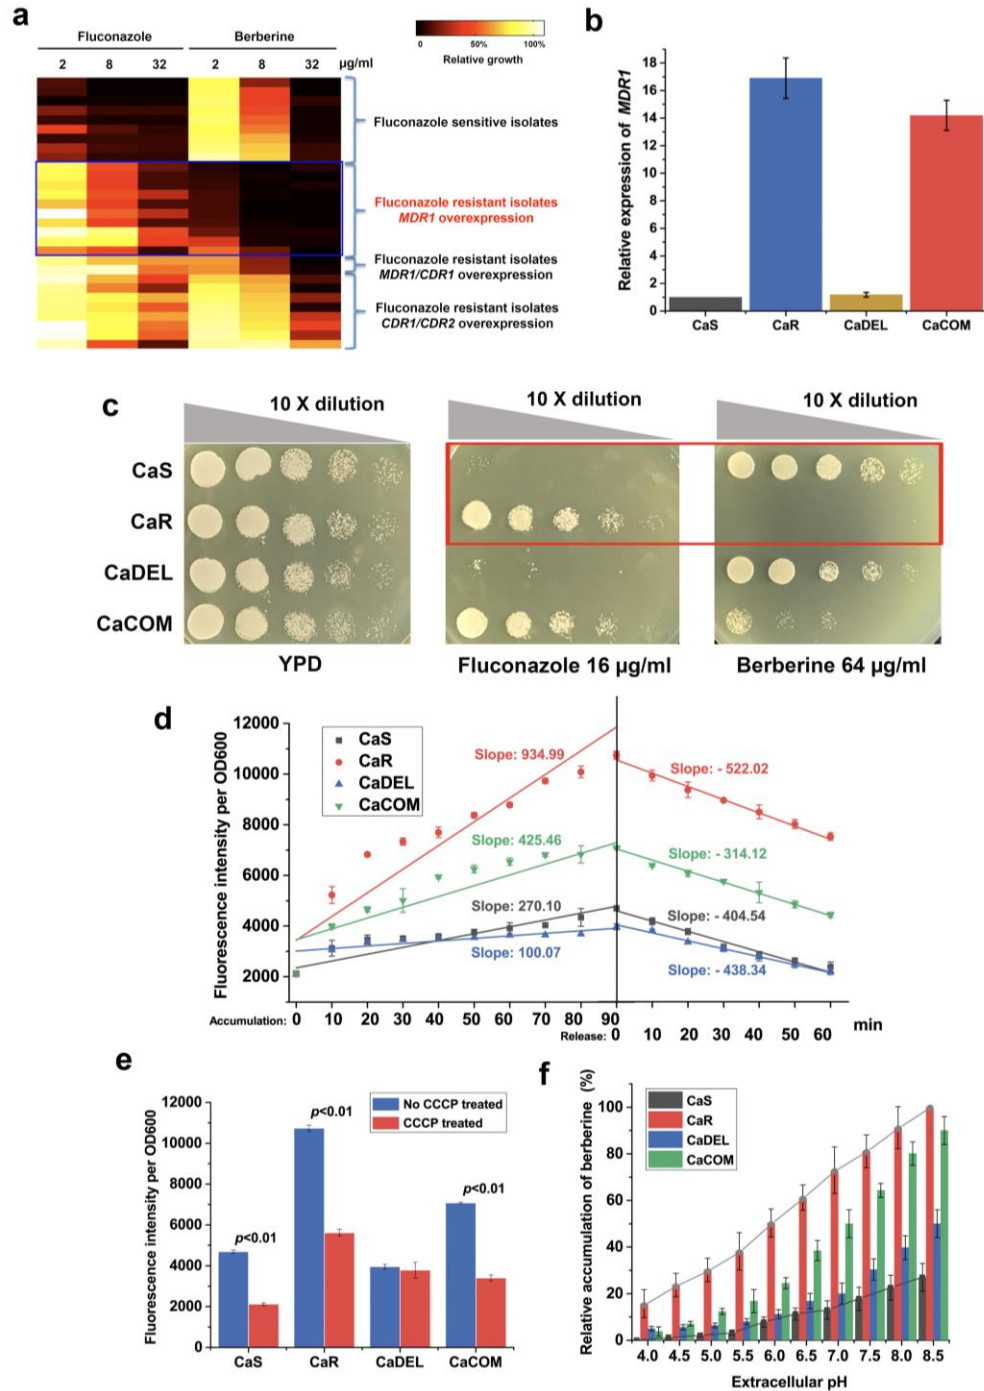 a
Fluconazole
Berberine
2 8 32 2 8 32 µg/ml
0 50% 100%
Relative growth
Fluconazole sensitive isolates
Fluconazole resistant isolates
MDR1 overexpression
Fluconazole resistant isolates
MDR1/CDR1 overexpression
Fluconazole resistant isolates
CDR1/CDR2 overexpression
b
Relative expression of MDR1
18
16
14
12
10
8
6
4
2
0
CaS CaR CaDEL CaCOM
c
10 X dilution
10 X dilution
10 X dilution
CaS
CaR
CaDEL
CaCOM
YPD
Fluconazole 16 µg/ml
Berberine 64 µg/ml
d
Fluorescence intensity per OD600
12000
10000
8000
6000
4000
2000
CaS
CaR
CaDEL
CaCOM
Slope: 934.99
Slope: - 522.02
Slope: 425.46
Slope: - 314.12
Slope: 270.10
Slope: - 404.54
Slope: 100.07
Slope: - 438.34
Accumulation: 0 10 20 30 40 50 60 70 80 90
Release: 0 10 20 30 40 50 60
min
e
Fluorescence intensity per OD600
12000
10000
8000
6000
4000
2000
0
No CCCP treated
CCCP treated
p<0.01
p<0.01
p<0.01
CaS CaR CaDEL CaCOM
f
Relative accumulation of berberine (%)
100
80
60
40
20
0
CaS
CaR
CaDEL
CaCOM
4.0 4.5 5.0 5.5 6.0 6.5 7.0 7.5 8.0 8.5
Extracellular pH